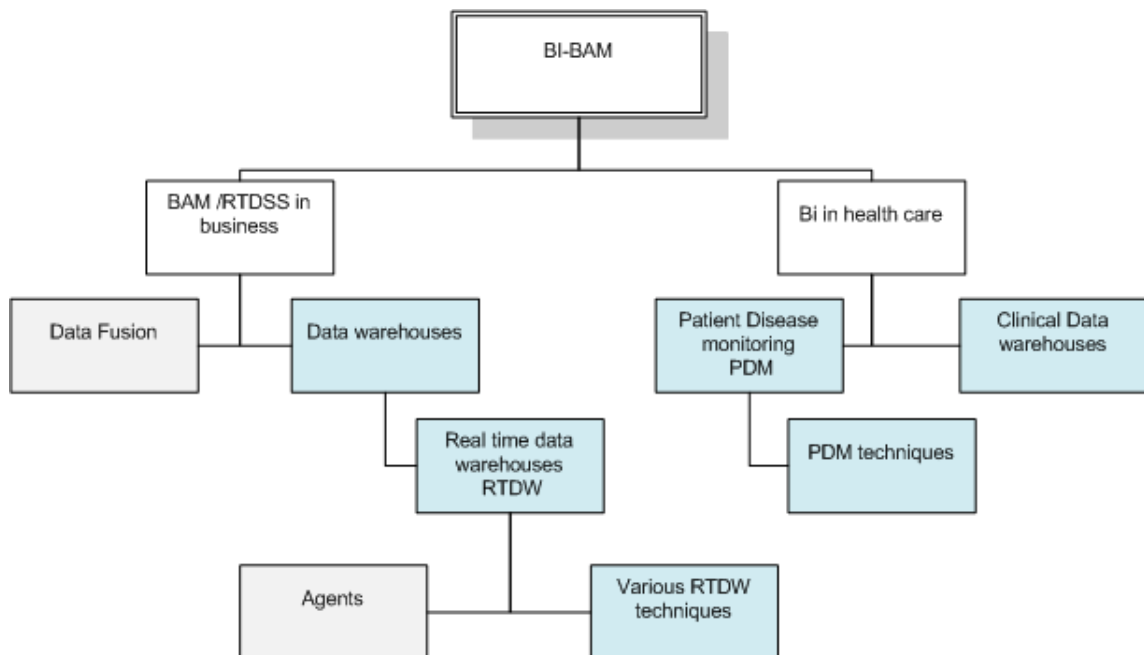 BI-BAM
BAM /RTDSS in
business
Bi in health care
Data Fusion
Data warehouses
Patient Disease
monitoring
PDM
Clinical Data
warehouses
Real time data
warehouses
RTDW
PDM techniques
Agents
Various RTDW
techniques